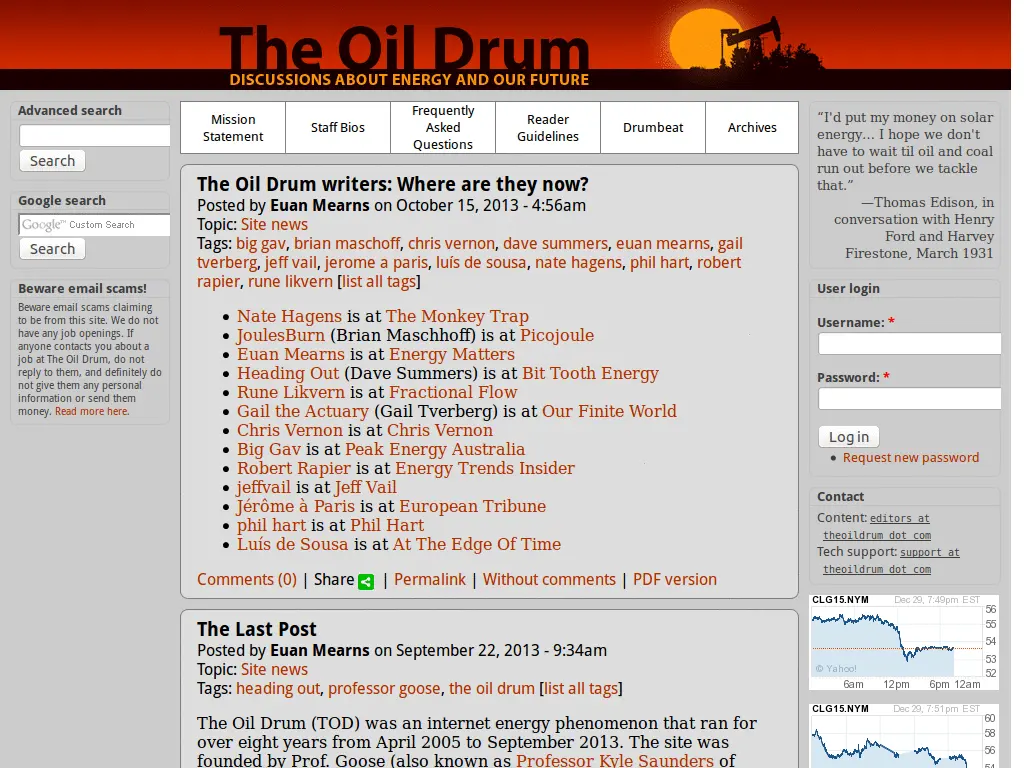 The Oil Drum
DISCUSSIONS ABOUT ENERGY AND OUR FUTURE
Advanced search
Search
Google search
Google™ Custom Search
Search
Beware email scams!
Beware email scams claiming
to be from this site. We do not
have any job openings. If
anyone contacts you about a
job at The Oil Drum, do not
reply to them, and definitely do
not give them any personal
information or send them
money. Read more here.
Mission
Statement
Staff Bios
Frequently
Asked
Questions
Reader
Guidelines
Drumbeat
Archives
The Oil Drum writers: Where are they now?
Posted by Euan Mearns on October 15, 2013 - 4:56am
Topic: Site news
Tags: big gav, brian maschoff, chris vernon, dave summers, euan mearns, gail
tverberg, jeff vail, jerome a paris, luís de sousa, nate hagens, phil hart, robert
rapier, rune likvern [list all tags]
• Nate Hagens is at The Monkey Trap
• JoulesBurn (Brian Maschhoff) is at Picojoule
• Euan Mearns is at Energy Matters
• Heading Out (Dave Summers) is at Bit Tooth Energy
• Rune Likvern is at Fractional Flow
• Gail the Actuary (Gail Tverberg) is at Our Finite World
• Chris Vernon is at Chris Vernon
• Big Gav is at Peak Energy Australia
• Robert Rapier is at Energy Trends Insider
• jeffvail is at Jeff Vail
• Jérôme à Paris is at European Tribune
• phil hart is at Phil Hart
• Luís de Sousa is at At The Edge Of Time
Comments (0) | Share | Permalink | Without comments | PDF version
The Last Post
Posted by Euan Mearns on September 22, 2013 - 9:34am
Topic: Site news
Tags: heading out, professor goose, the oil drum [list all tags]
The Oil Drum (TOD) was an internet energy phenomenon that ran for
over eight years from April 2005 to September 2013. The site was
founded by Prof. Goose (also known as Professor Kyle Saunders of
“I'd put my money on solar
energy… I hope we don't
have to wait til oil and coal
run out before we tackle
that.”
—Thomas Edison, in
conversation with Henry
Ford and Harvey
Firestone, March 1931
User login
Username: *
Password: *
Log in
• Request new password
Contact
Content: editors at
theoildrum dot com
Tech support: support at
theoildrum dot com
CLG15.NYM Dec 29, 7:49pm EST
56
55
54
53
52
© Yahoo!
6am 12pm 6pm 12am
CLG15.NYM Dec 29, 7:51pm EST
60
58
56
54